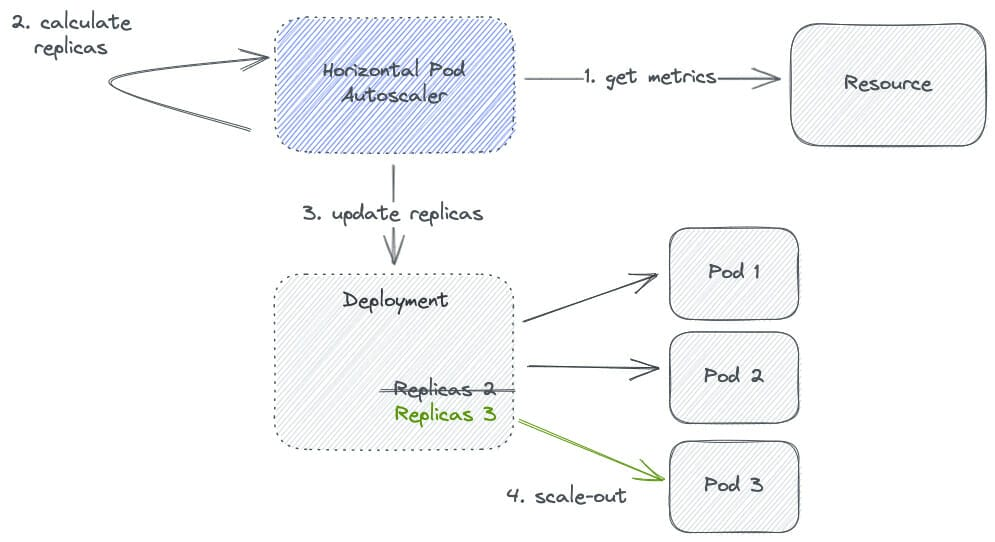 2. calculate
replicas
Horizontal Pod
Autoscaler
1. get metrics
Resource
3. update replicas
Deployment
Replicas 2
Replicas 3
Pod 1
Pod 2
4. scale-out
Pod 3